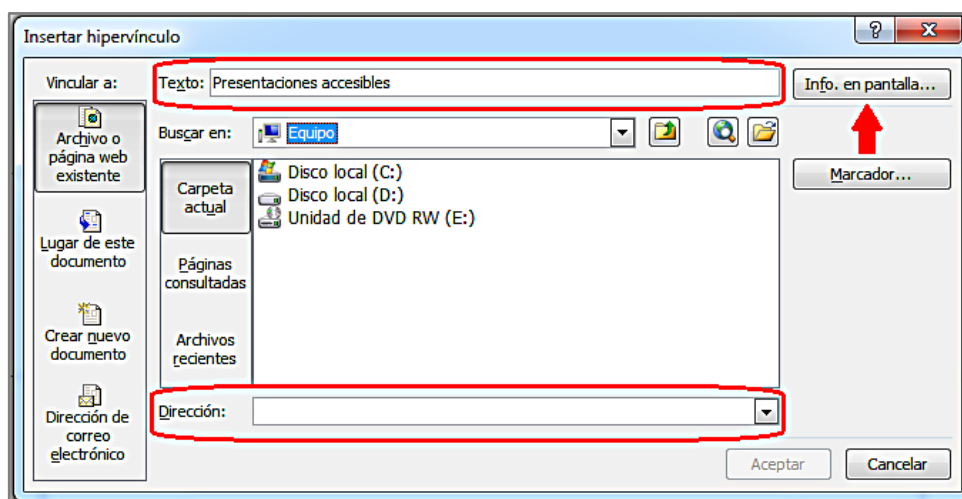 Insertar hipervínculo
Vincular a:
Texto: Presentaciones accesibles
Info. en pantalla...
Archivo o
página web
existente
Buscar en: Equipo
Marcador...
Carpeta
actual
Disco local (C:)
Disco local (D:)
Unidad de DVD RW (E:)
Lugar de este
documento
Páginas
consultadas
Crear nuevo
documento
Archivos
recientes
Dirección de
correo
electrónico
Dirección:
Aceptar
Cancelar